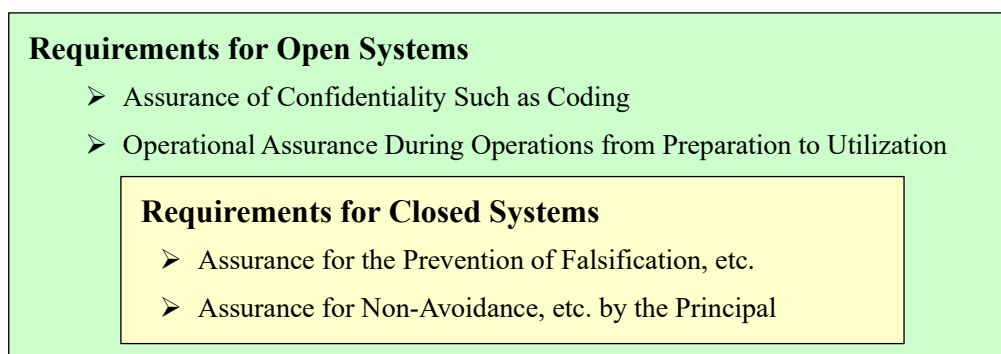 Requirements for Open Systems
➢ Assurance of Confidentiality Such as Coding
➢ Operational Assurance During Operations from Preparation to Utilization
Requirements for Closed Systems
➢ Assurance for the Prevention of Falsification, etc.
➢ Assurance for Non-Avoidance, etc. by the Principal